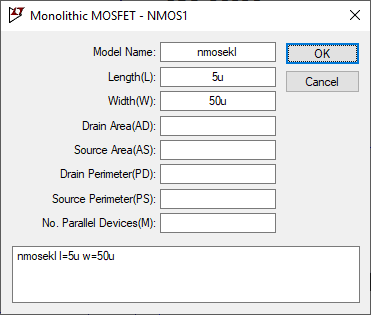 Monolithic MOSFET - NMOS1
Model Name: nmosekl
OK
Length(L): 5u
Cancel
Width(W): 50u
Drain Area(AD):
Source Area(AS):
Drain Perimeter(PD):
Source Perimeter(PS):
No. Parallel Devices(M):
nmosekl l=5u w=50u